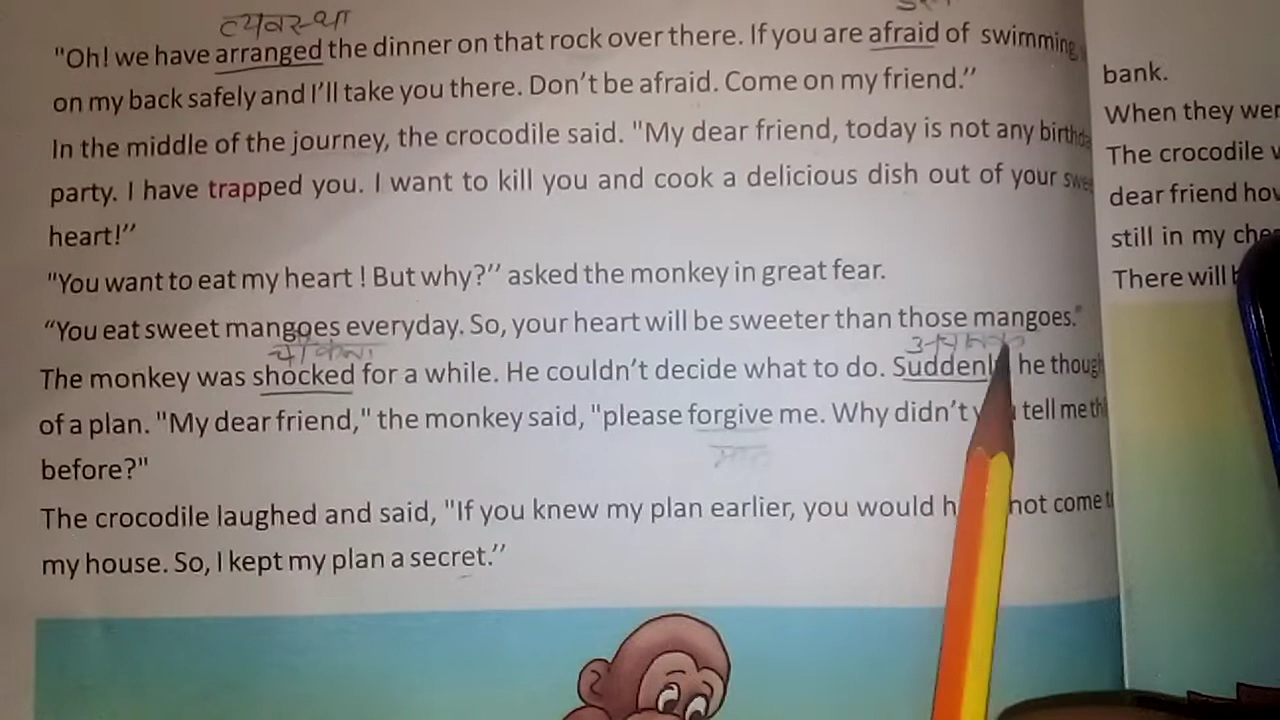 व्यवस्था
"Oh! we have arranged the dinner on that rock over there. If you are afraid of swimming
on my back safely and I'll take you there. Don't be afraid. Come on my friend."
In the middle of the journey, the crocodile said. "My dear friend, today is not any
party. I have trapped you. I want to kill you and cook a delicious dish out of your
heart!"
"You want to eat my heart ! But why?" asked the monkey in great fear.
"You eat sweet mangoes everyday. So, your heart will be sweeter than those mangoes."
The monkey was shocked for a while. He couldn't decide what to do. Suddenly he
of a plan. "My dear friend," the monkey said, "please forgive me. Why didn't tell me
before?"
The crocodile laughed and said, "If you knew my plan earlier, you would not come
my house. So, I kept my plan a secret."
bank.
When they
The crocodile
dear friend
still in my
There will